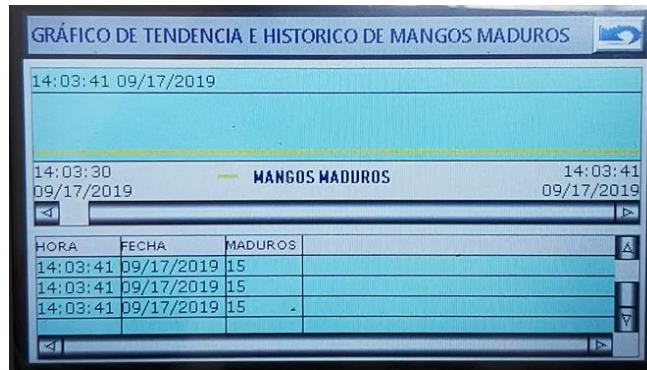 GRÁFICO DE TENDENCIA E HISTORICO DE MANGOS MADUROS
14:03:41 09/17/2019
14:03:30 MANGOS MADUROS 14:03:41
09/17/2019 09/17/2019
HORA FECHA MADUROS
14:03:41 09/17/2019 15
14:03:41 09/17/2019 15
14:03:41 09/17/2019 15